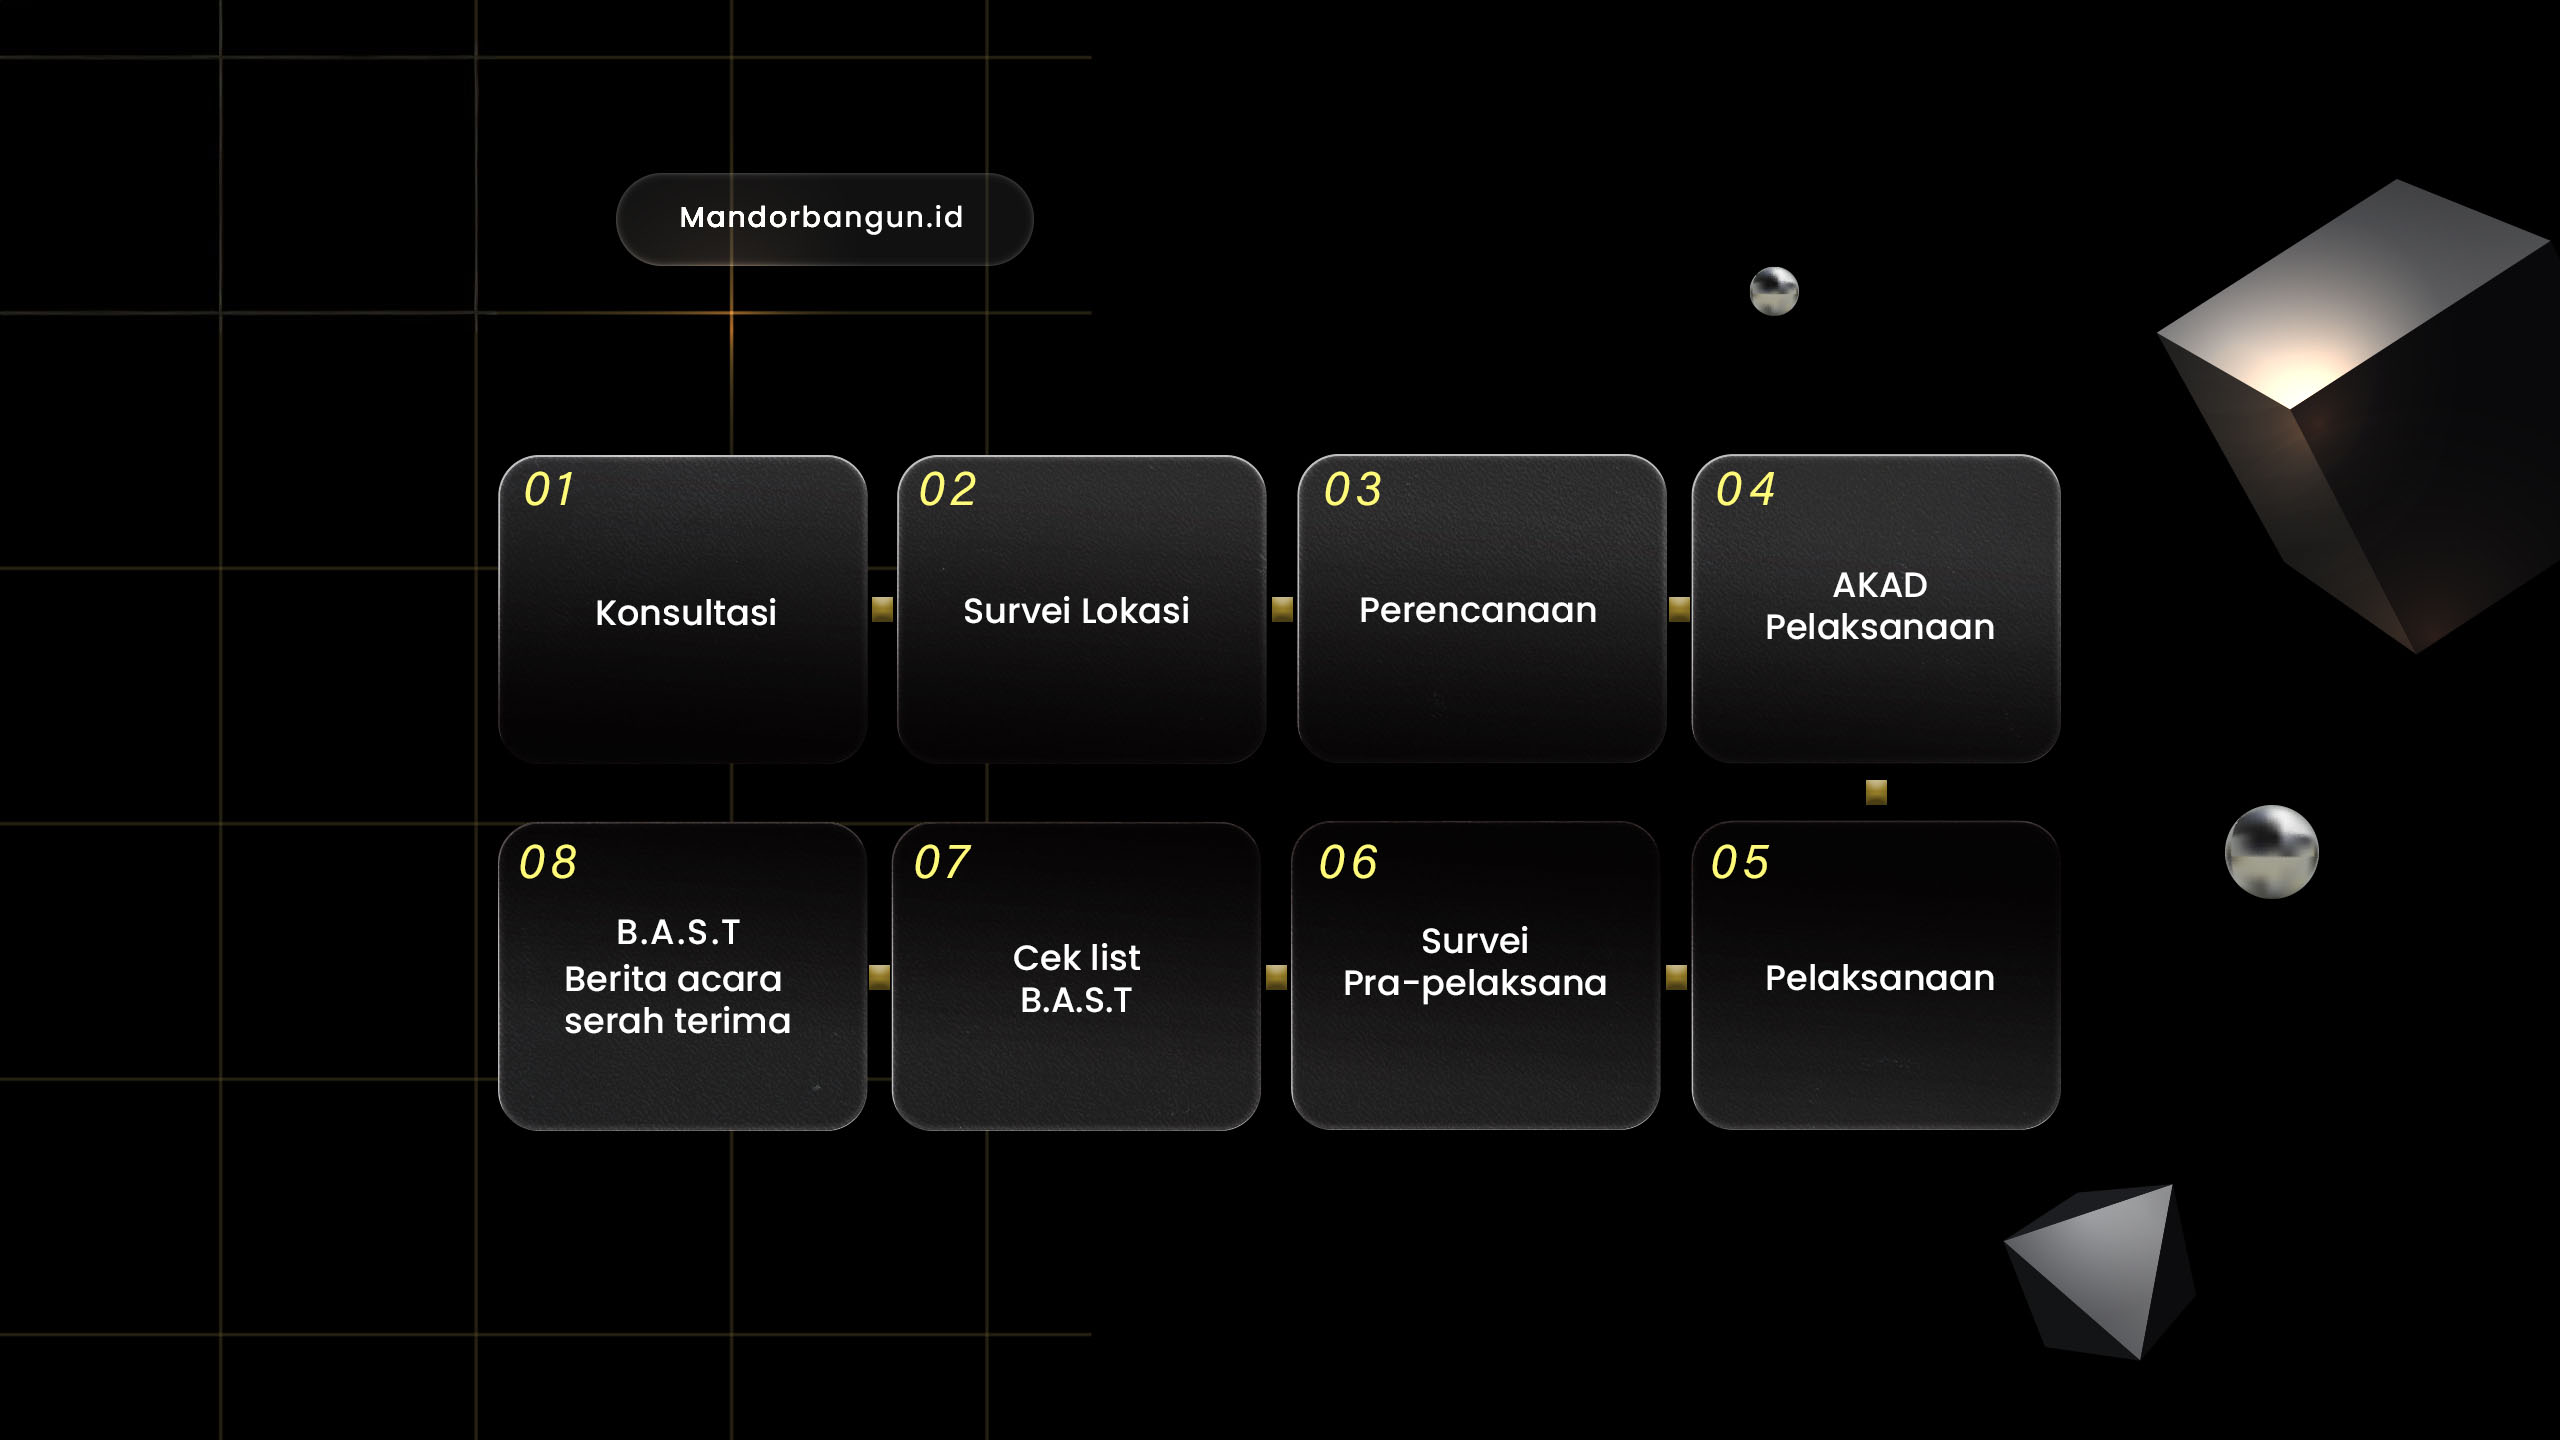 Mandorbangun.id
01
Konsultasi
02
Survei Lokasi
03
Perencanaan
04
AKAD
Pelaksanaan
05
Pelaksanaan
06
Survei
Pra-pelaksana
07
Cek list
B.A.S.T
08
B.A.S.T
Berita acara
serah terima